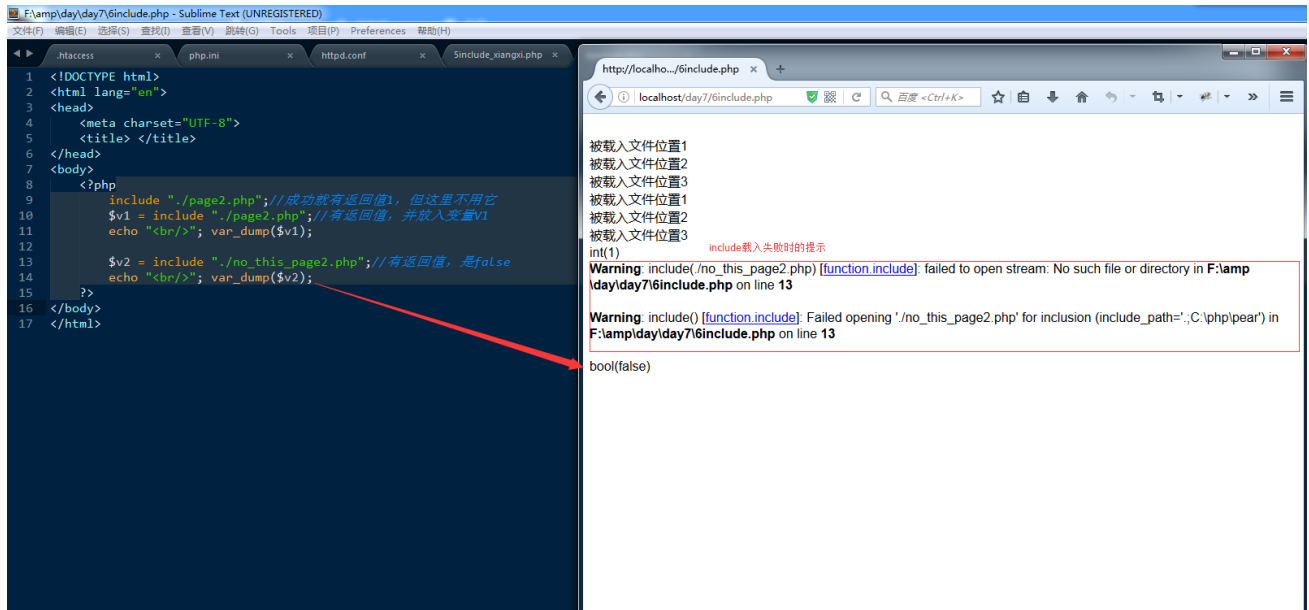 F:\amp\day\day7\6include.php - Sublime Text (UNREGISTERED)
文件(F) 编辑(E) 选择(S) 查找(I) 查看(V) 跳转(G) Tools 项目(P) Preferences 帮助(H)
.htaccess × php.ini × httpd.conf × 5include_xiangxi.php ×
1 <!DOCTYPE html>
2 <html lang="en">
3 <head>
4 <meta charset="UTF-8">
5 <title> </title>
6 </head>
7 <body>
8 <?php
9 include "./page2.php";//成功就有返回值1，但这里不用它
10 $v1 = include "./page2.php";//有返回值，并放入变量V1
11 echo "<br/>"; var_dump($v1);
12
13 $v2 = include "./no_this_page2.php";//有返回值，是false
14 echo "<br/>"; var_dump($v2);
15 ?>
16 </body>
17 </html>
http://localho.../6include.php × +
localhost/day7/6include.php 百度 <Ctrl+K>
被载入文件位置1
被载入文件位置2
被载入文件位置3
被载入文件位置1
被载入文件位置2
被载入文件位置3
include载入失败时的提示
int(1)
Warning: include(./no_this_page2.php) [function.include]: failed to open stream: No such file or directory in F:\amp
\day\day7\6include.php on line 13
Warning: include() [function.include]: Failed opening './no_this_page2.php' for inclusion (include_path='.;C:\php\pear') in
F:\amp\day\day7\6include.php on line 13
bool(false)